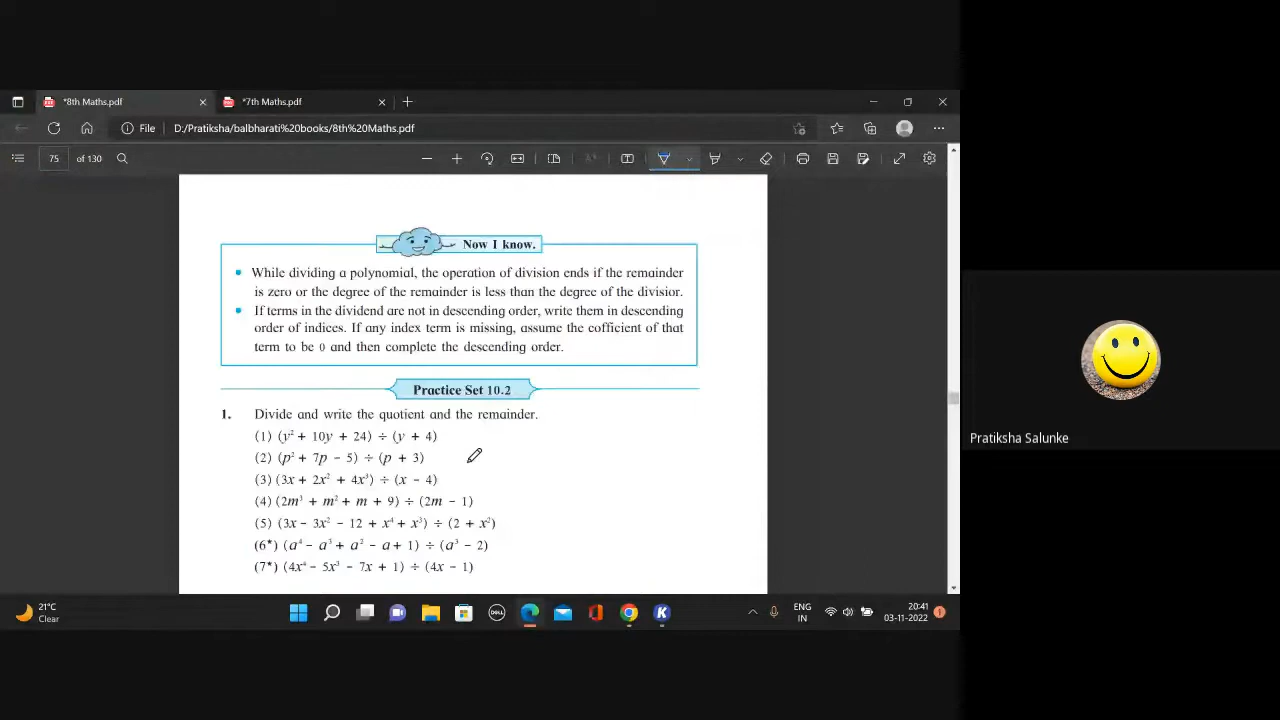 *8th Maths.pdf
*7th Maths.pdf
File D:/Pratiksha/balbharati%20books/8th%20Maths.pdf
75 of 130
Now I know.
• While dividing a polynomial, the operation of division ends if the remainder
is zero or the degree of the remainder is less than the degree of the divisior.
• If terms in the dividend are not in descending order, write them in descending
order of indices. If any index term is missing, assume the cofficient of that
term to be 0 and then complete the descending order.
Practice Set 10.2
1. Divide and write the quotient and the remainder.
(1) (y² + 10y + 24) ÷ (y + 4)
(2) (p² + 7p − 5) ÷ (p + 3)
(3) (3x + 2x² + 4x³) ÷ (x − 4)
(4) (2m³ + m² + m + 9) ÷ (2m − 1)
(5) (3x − 3x² − 12 + x⁴ + x³) ÷ (2 + x²)
(6*) (a⁴ − a³ + a² − a + 1) ÷ (a³ − 2)
(7*) (4x⁴ − 5x³ − 7x + 1) ÷ (4x − 1)
Pratiksha Salunke
21°C
Clear
DELL
ENG
IN
20:41
03-11-2022
1